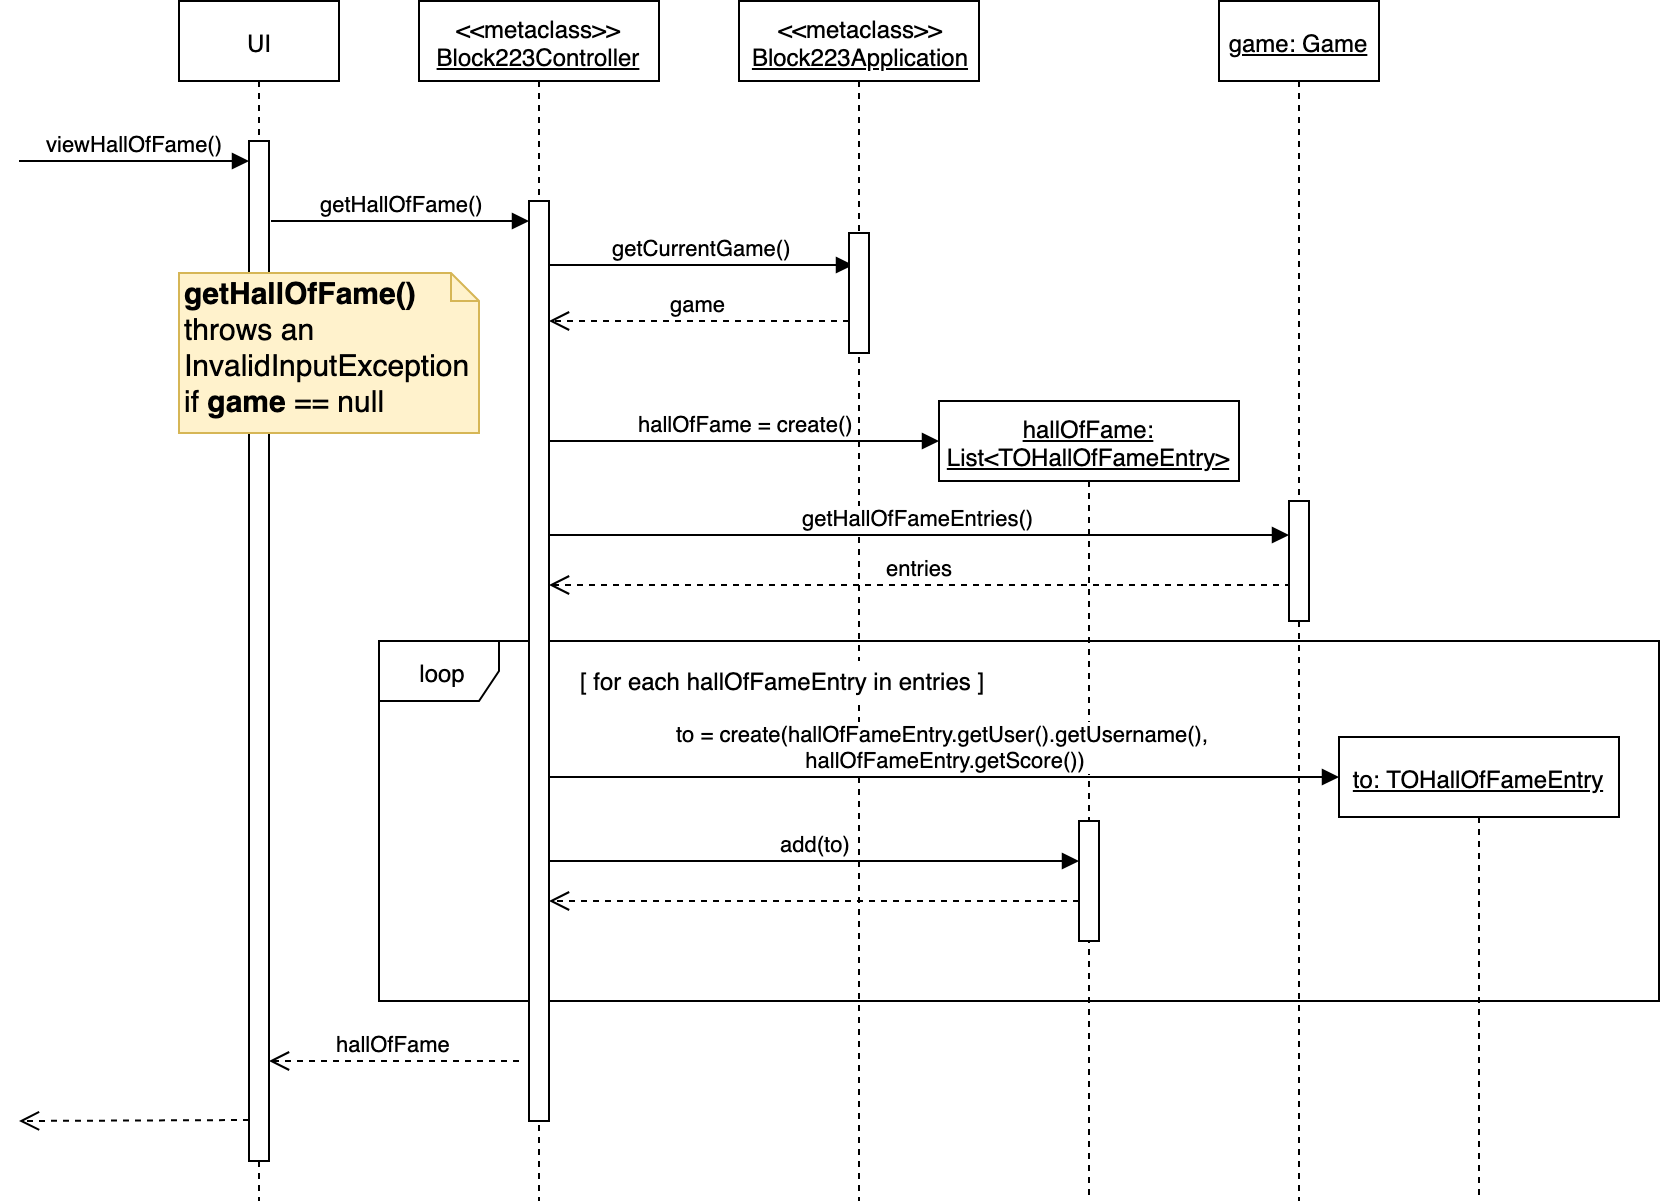 UI
<<metaclass>>
Block223Controller
<<metaclass>>
Block223Application
game: Game
viewHallOfFame()
getHallOfFame()
getCurrentGame()
game
getHallOfFame()
throws an
InvalidInputException
if game == null
hallOfFame = create()
hallOfFame:
List<TOHallOfFameEntry>
getHallOfFameEntries()
entries
loop
[ for each hallOfFameEntry in entries ]
to = create(hallOfFameEntry.getUser().getUsername(),
hallOfFameEntry.getScore())
to: TOHallOfFameEntry
add(to)
hallOfFame